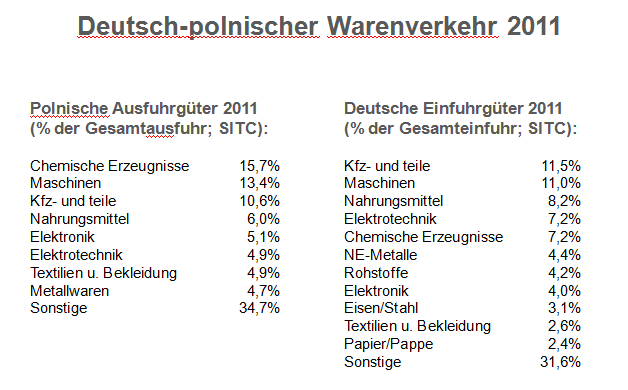 Deutsch-polnischer Warenverkehr 2011
Polnische Ausfuhrgüter 2011
(% der Gesamtausfuhr; SITC):
Chemische Erzeugnisse 15,7%
Maschinen 13,4%
Kfz- und teile 10,6%
Nahrungsmittel 6,0%
Elektronik 5,1%
Elektrotechnik 4,9%
Textilien u. Bekleidung 4,9%
Metallwaren 4,7%
Sonstige 34,7%
Deutsche Einfuhrgüter 2011
(% der Gesamteinfuhr; SITC):
Kfz- und teile 11,5%
Maschinen 11,0%
Nahrungsmittel 8,2%
Elektrotechnik 7,2%
Chemische Erzeugnisse 7,2%
NE-Metalle 4,4%
Rohstoffe 4,2%
Elektronik 4,0%
Eisen/Stahl 3,1%
Textilien u. Bekleidung 2,6%
Papier/Pappe 2,4%
Sonstige 31,6%